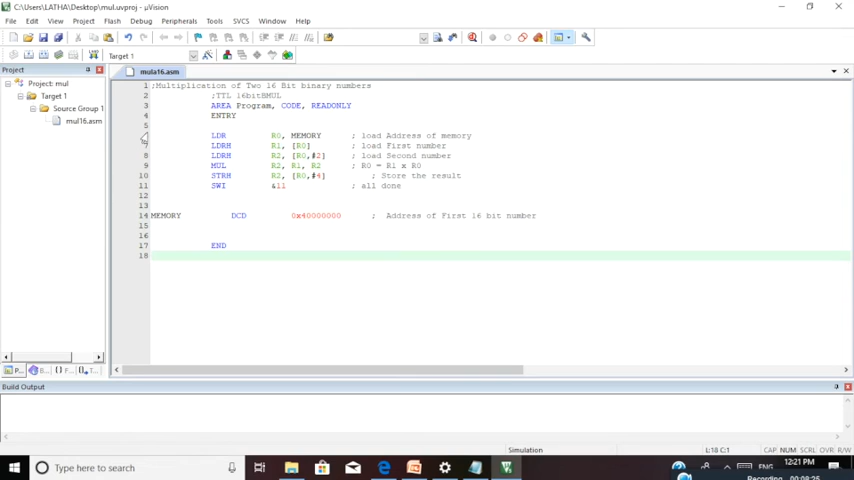 C:\Users\LATHA\Desktop\mul.uvproj - µVision
File Edit View Project Flash Debug Peripherals Tools SVCS Window Help
Target 1
Project
mula16.asm
Project: mul
Target 1
Source Group 1
mul16.asm
1 ;Multiplication of Two 16 Bit binary numbers
2 ;TTL 16bitBMUL
3 AREA Program, CODE, READONLY
4 ENTRY
5
LDR R0, MEMORY ; load Address of memory
7 LDRH R1, [R0] ; load First number
8 LDRH R2, [R0,#2] ; load Second number
9 MUL R2, R1, R2 ; R0 = R1 x R0
10 STRH R2, [R0,#4] ; Store the result
11 SWI &11 ; all done
12
13
14 MEMORY DCD 0x40000000 ; Address of First 16 bit number
15
16
17 END
18
P... B... {} F... 0→T...
Build Output
Simulation L:18 C:1 CAP NUM SCRL OVR R/W
Type here to search
ENG 12:21 PM
Recording 00:08:25